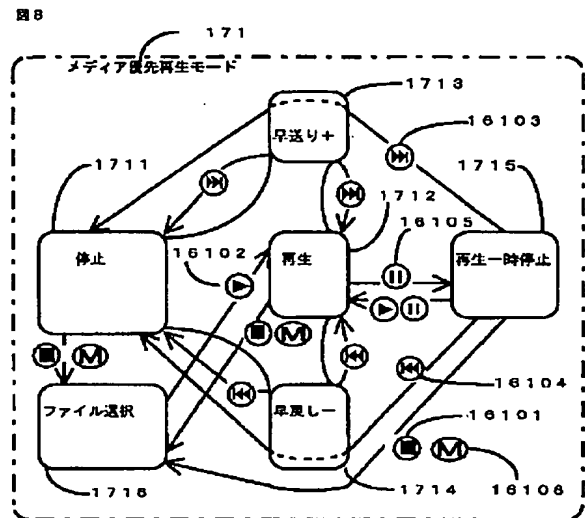 図8
171
メディア優先再生モード
1713
早送り+
16103
1711
1712
1715
16105
16102
停止
再生
再生一時停止
M
M
ファイル選択
早戻し-
16104
16101
M
1716
1714
16106